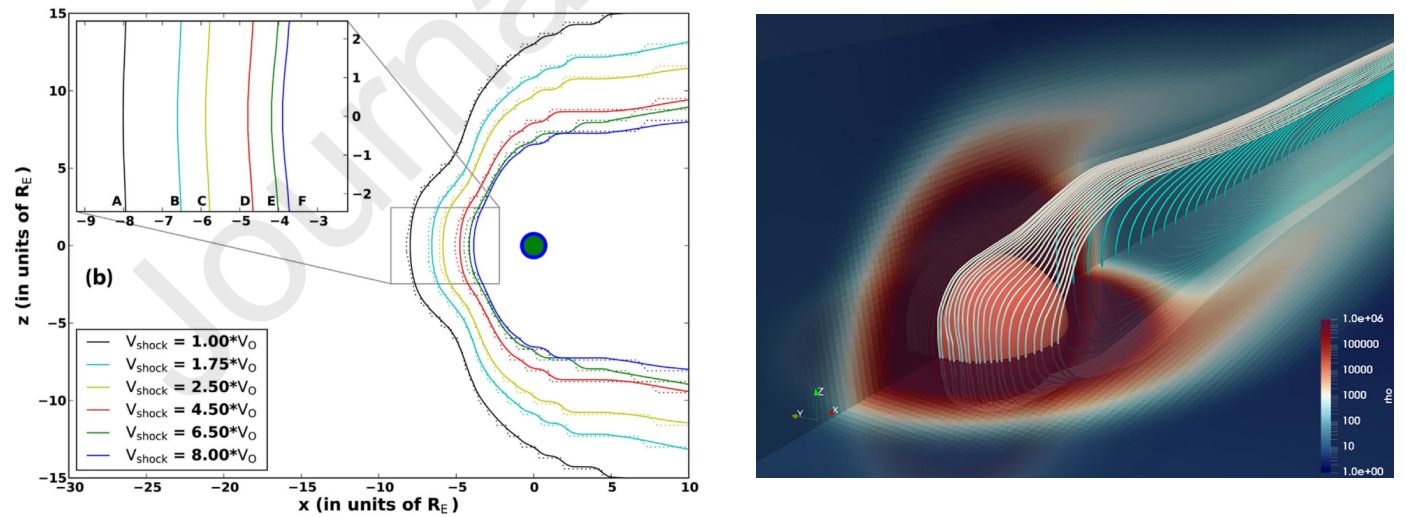 15
10
5
0
−5
−10
−15
−30 −25 −20 −15 −10 −5 0 5 10
x (in units of R_E)
z (in units of R_E)
2
1
0
−1
−2
A B C D E F
−9 −8 −7 −6 −5 −4 −3
(b)
V_shock = 1.00*V_O
V_shock = 1.75*V_O
V_shock = 2.50*V_O
V_shock = 4.50*V_O
V_shock = 6.50*V_O
V_shock = 8.00*V_O
Journa
1.0e+06
100000
10000
1000
100
10
1.0e+00
rho
Z
Y
X